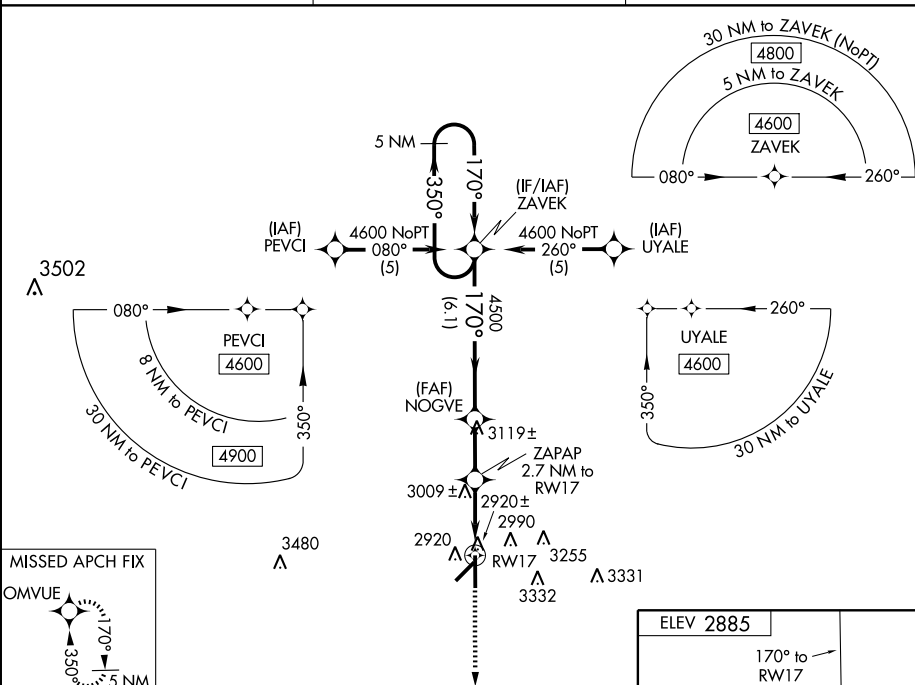 30 NM to ZAVEK (NoPT)
4800
5 NM to ZAVEK
4600
ZAVEK
080°
260°
5 NM
350°
170°
(IF/IAF)
ZAVEK
(IAF)
PEVCI
4600 NoPT
080°
(5)
4600 NoPT
260°
(5)
(IAF)
UYALE
3502
4500
170°
(6.1)
080°
PEVCI
4600
8 NM to PEVCI
30 NM to PEVCI
4900
350°
260°
UYALE
4600
350°
30 NM to UYALE
(FAF)
NOGVE
3119±
ZAPAP
2.7 NM to
RW17
3009±
2920±
2990
2920
RW17
3255
3480
3332
3331
MISSED APCH FIX
OMVUE
170°
350°
5 NM
ELEV 2885
170° to
RW17